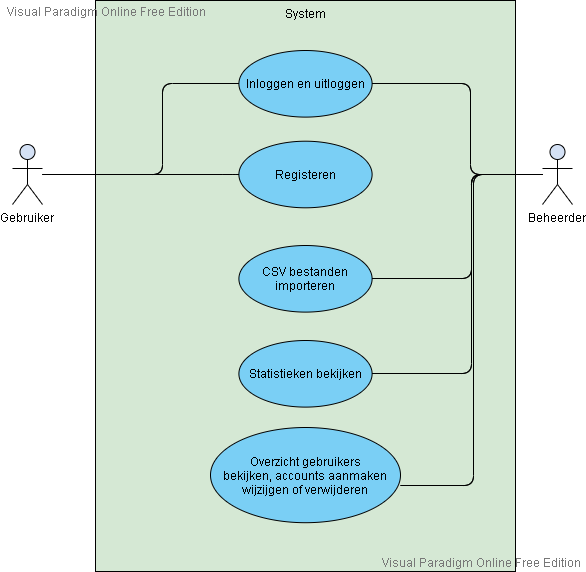 Visual Paradigm Online Free Edition
System
Inloggen en uitloggen
Registeren
Gebruiker
Beheerder
CSV bestanden
importeren
Statistieken bekijken
Overzicht gebruikers
bekijken, accounts aanmaken
wijzijgen of verwijderen
Visual Paradigm Online Free Edition